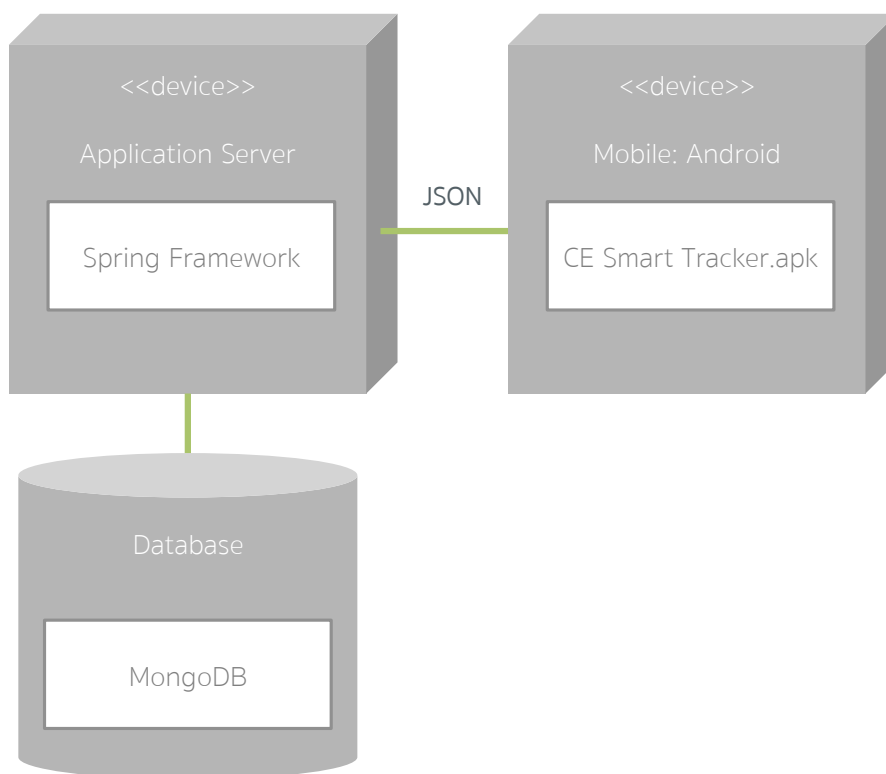 <<device>>
Application Server
Spring Framework
JSON
<<device>>
Mobile: Android
CE Smart Tracker.apk
Database
MongoDB